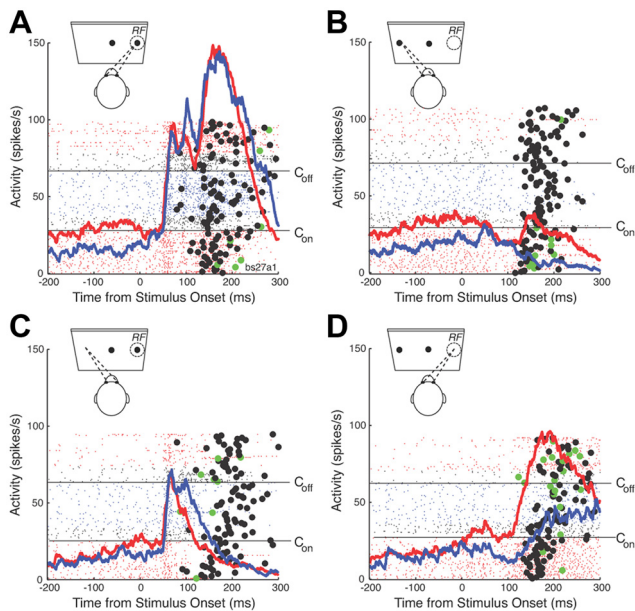 A
RF
150
100
50
0
Activity (spikes/s)
Coff
Con
bs27a1
-200 -100 0 100 200 300
Time from Stimulus Onset (ms)
B
RF
150
100
50
0
Activity (spikes/s)
Coff
Con
-200 -100 0 100 200 300
Time from Stimulus Onset (ms)
C
RF
150
100
50
0
Activity (spikes/s)
Coff
Con
-200 -100 0 100 200 300
Time from Stimulus Onset (ms)
D
RF
150
100
50
0
Activity (spikes/s)
Coff
Con
-200 -100 0 100 200 300
Time from Stimulus Onset (ms)